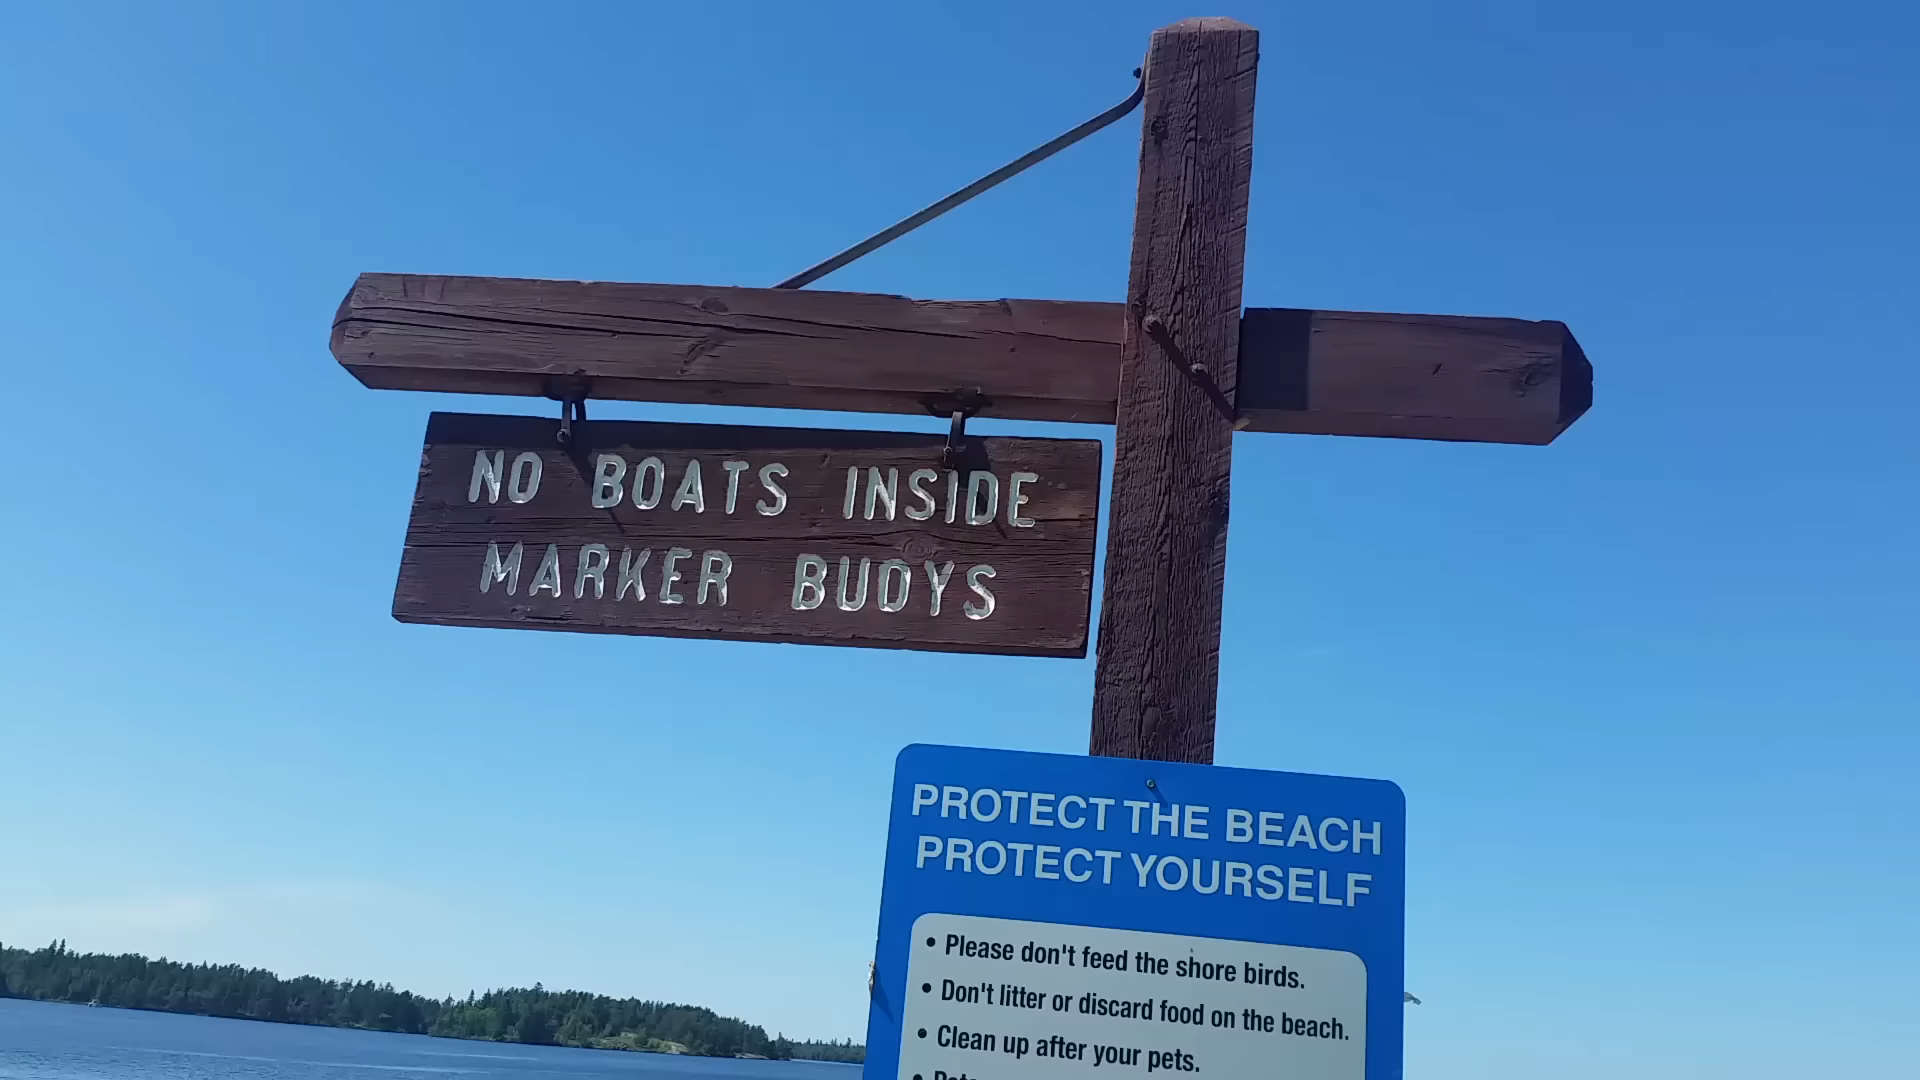 NO BOATS INSIDE
MARKER BUOYS
PROTECT THE BEACH
PROTECT YOURSELF
• Please don't feed the shore birds.
• Don't litter or discard food on the beach.
• Clean up after your pets.